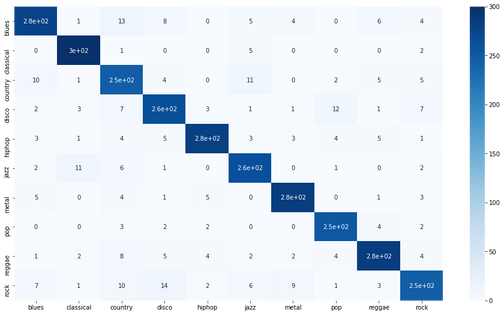 blues 2.8e+02 1 13 8 0 5 4 0 6 4
classical 0 3e+02 1 0 0 5 0 0 0 2
country 10 1 2.5e+02 4 0 11 0 2 5 5
disco 2 3 7 2.6e+02 3 1 1 12 1 7
hiphop 3 1 4 5 2.8e+02 3 3 4 5 1
jazz 2 11 6 1 0 2.6e+02 0 1 0 2
metal 5 0 4 1 5 0 2.8e+02 0 1 3
pop 0 0 3 2 2 0 0 2.5e+02 4 2
reggae 1 2 8 5 4 2 2 4 2.8e+02 4
rock 7 1 10 14 2 6 9 1 3 2.5e+02
blues classical country disco hiphop jazz metal pop reggae rock
300
250
200
150
100
50
0